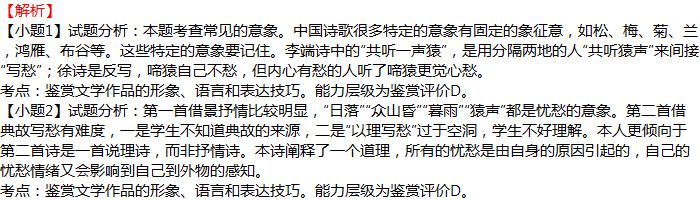 【解析】
【小题1】试题分析：本题考查常见的意象。中国诗歌很多特定的意象有固定的象征意，如松、梅、菊、兰
，鸿雁、布谷等。这些特定的意象要记住。李端诗中的“共听一声猿”，是用分隔两地的人“共听猿声”来间接
“写愁”；徐诗是反写，啼猿自己不愁，但内心有愁的人听了啼猿更觉心愁。
考点：鉴赏文学作品的形象、语言和表达技巧。能力层级为鉴赏评价D。
【小题2】试题分析：第一首借景抒情比较明显，“日落”“众山昏”“暮雨”“猿声”都是忧愁的意象。第二首借
典故写愁有难度，一是学生不知道典故的来源，二是“以理写愁”过于空洞，学生不好理解。本人更倾向于
第二首诗是一首说理诗，而非抒情诗。本诗阐释了一个道理，所有的忧愁是由自身的原因引起的，自己的
忧愁情绪又会影响到自己到外物的感知。
考点：鉴赏文学作品的形象、语言和表达技巧。能力层级为鉴赏评价D。